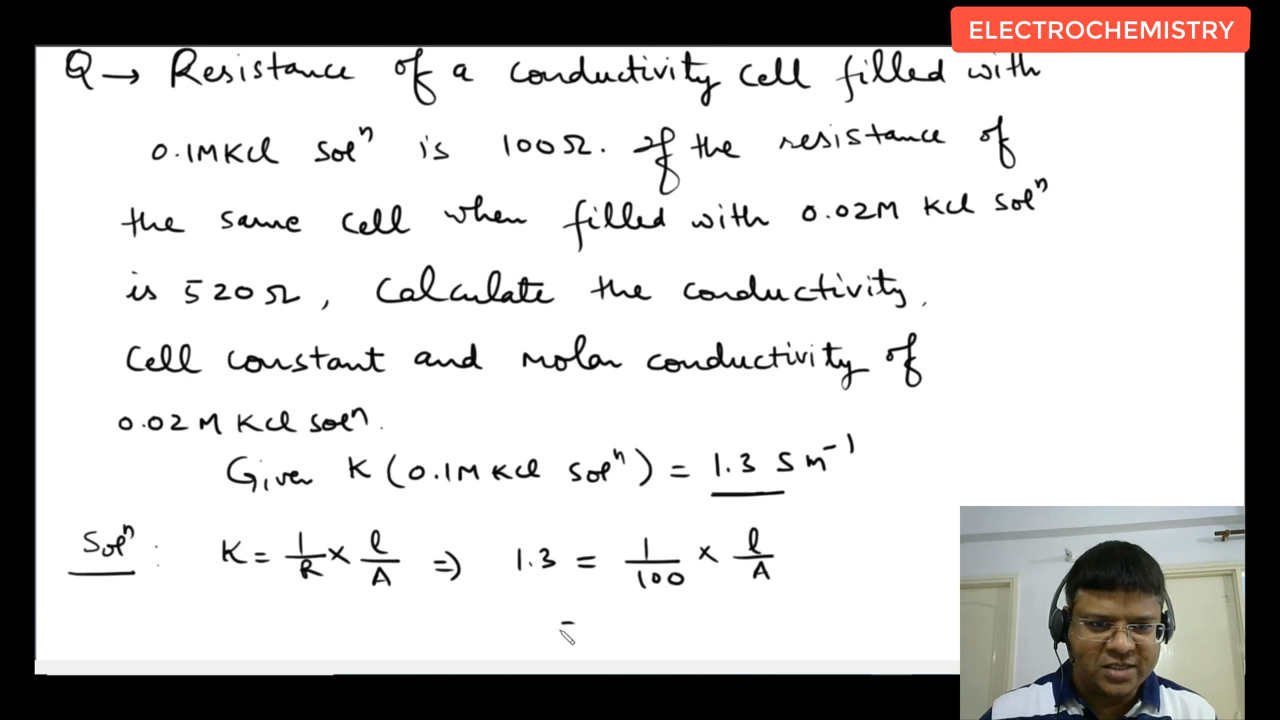 ELECTROCHEMISTRY
Q → Resistance of a conductivity cell filled with
0.1M KCl solⁿ is 100Ω. If the resistance of
the same cell when filled with 0.02M KCl solⁿ
is 520Ω, Calculate the conductivity,
Cell constant and molar conductivity of
0.02M KCl solⁿ.
Given K (0.1M KCl solⁿ) = 1.3 S m⁻¹
Solⁿ : K = 1/R × l/A ⇒ 1.3 = 1/100 × l/A